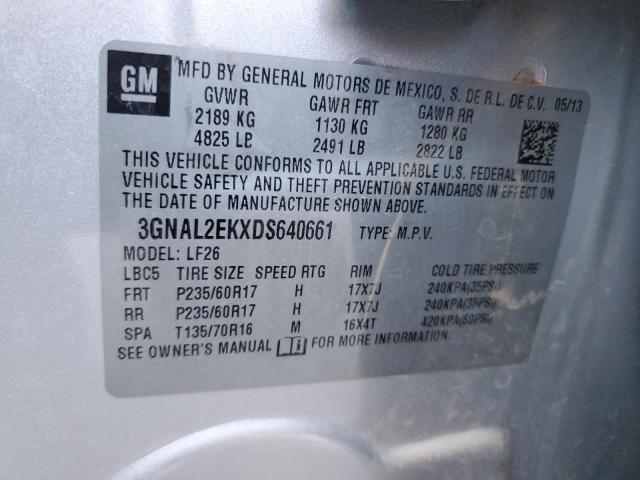 GM
MFD BY GENERAL MOTORS DE MEXICO, S. DE R.L. DE C.V. 05/13
GVWR GAWR FRT GAWR RR
2189 KG 1130 KG 1280 KG
4825 LB 2491 LB 2822 LB
THIS VEHICLE CONFORMS TO ALL APPLICABLE U.S. FEDERAL MOTOR
VEHICLE SAFETY AND THEFT PREVENTION STANDARDS IN EFFECT ON
THE DATE OF MANUFACTURE SHOWN ABOVE.
3GNAL2EKXDS640661 TYPE: M.P.V.
MODEL: LF26
LBC5 TIRE SIZE SPEED RTG RIM COLD TIRE PRESSURE
FRT P235/60R17 H 17X7J 240KPA(35PSI)
RR P235/60R17 H 17X7J 240KPA(35PSI)
SPA T135/70R16 M 16X4T 420KPA(60PSI)
SEE OWNER'S MANUAL FOR MORE INFORMATION.